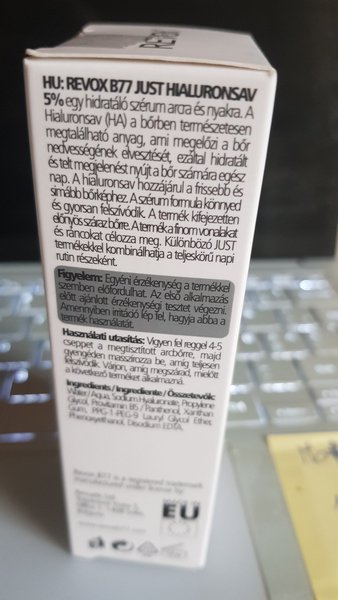 HU: REVOX B77 JUST HIALURONSAV
5% egy hidratáló szérum arcra és nyakra. A
Hialuronsav (HA) a bőrben természetesen
megtalálható anyag, ami megelőzi a bőr
nedvességének elvesztését, ezáltal hidratált
és telt megjelenést nyújt a bőr számára egész
nap. A hialuronsav hozzájárul a frissebb és
simább bőrképhez. A szérum formula könnyed
és gyorsan felszívódik. A termék kifejezetten
előnyös száraz bőrre. A termék a finom vonalakat
és ráncokat célozza meg. Különböző JUST
termékekkel kombinálhatja a teljeskörű napi
rutin részeként.
Figyelem: Egyéni érzékenység a termékkel
szemben előfordulhat. Az első alkalmazás
előtt ajánlott érzékenységi tesztet végezni.
Amennyiben irritáció lép fel, hagyja abba a
termék használatát.
Használati utasítás: Vigyen fel reggel 4-5
cseppet a megtisztított arcbőrre, majd
gyengéden masszírozza be, amíg teljesen
felszívódik. Várjon, amíg megszárad, mielőtt
a következő terméket alkalmazná.
Ingredients / Ingrediente / Összetevők:
Water / Aqua, Sodium Hyaluronate, Propylene
Glycol, Provitamin B5 / Panthenol, Xanthan
Gum, PPG-1-PEG-9 Lauryl Glycol Ether,
Phenoxyethanol, Disodium EDTA.
Revox B77 is a registered trademark
MADE IN
EU